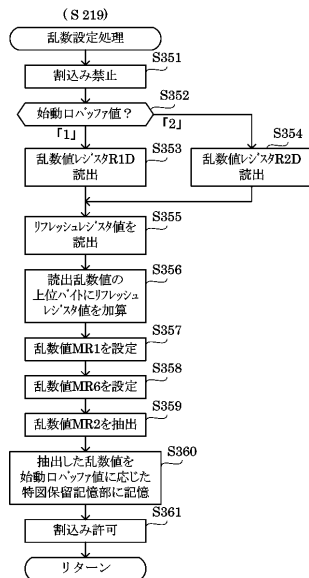 (S 219)
乱数設定処理
S351
割込み禁止
S352
始動口バッファ値？
「1」
「2」
S353
S354
乱数値レジスタR1D
読出
乱数値レジスタR2D
読出
S355
リフレッシュレジスタ値を
読出
S356
読出乱数値の
上位バイトにリフレッシュ
レジスタ値を加算
S357
乱数値MR1を設定
S358
乱数値MR6を設定
S359
乱数値MR2を抽出
S360
抽出した乱数値を
始動口バッファ値に応じた
特図保留記憶部に記憶
S361
割込み許可
リターン